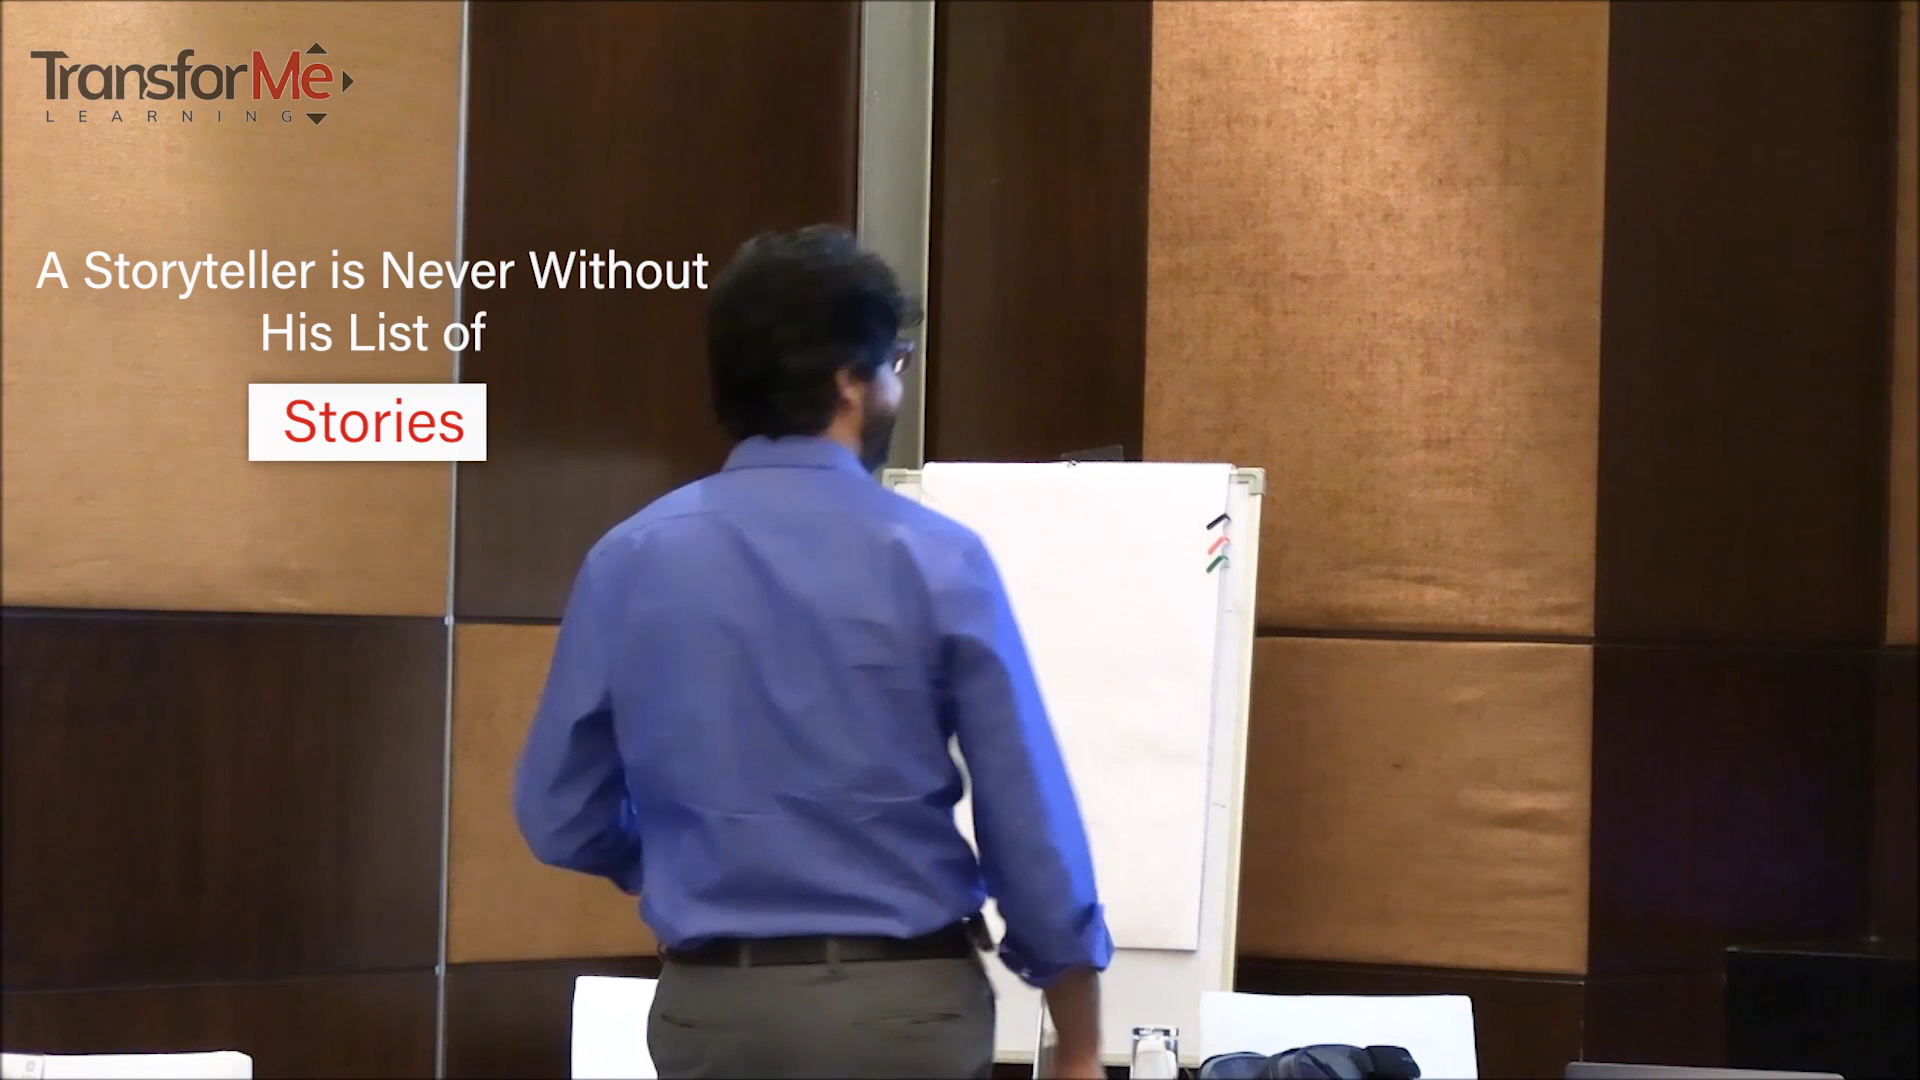 TransforMe
LEARNING
A Storyteller is Never Without
His List of
Stories